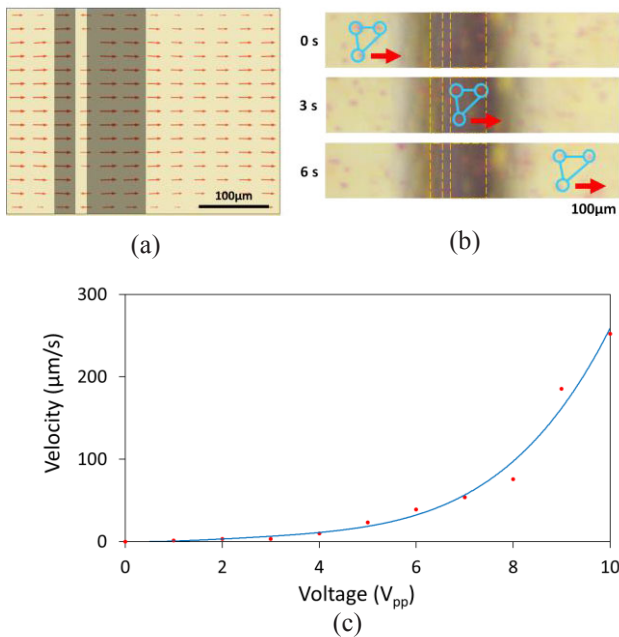 100μm
(a)
0 s
3 s
6 s
100μm
(b)
300
200
100
0
Velocity (μm/s)
0 2 4 6 8 10
Voltage (Vpp)
(c)